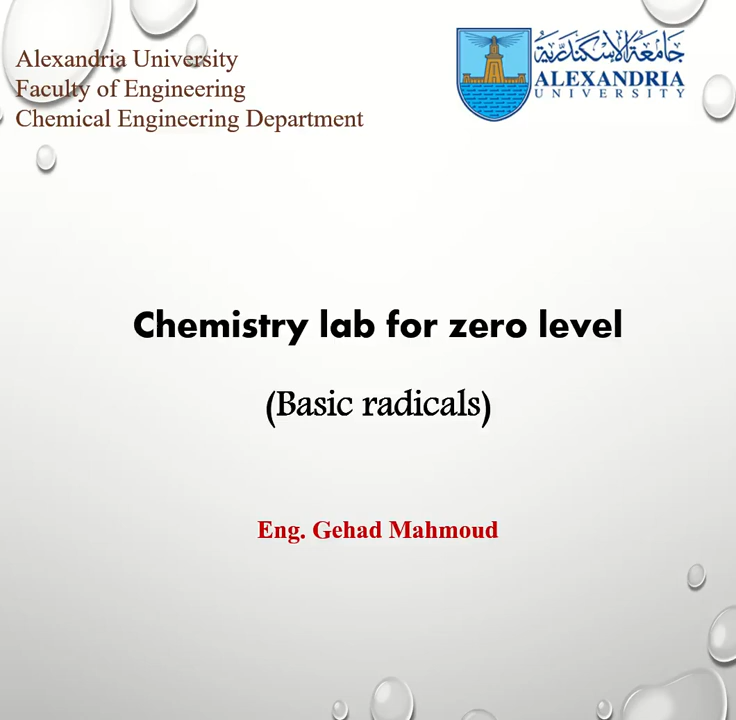 Alexandria University
Faculty of Engineering
Chemical Engineering Department
جامعة الإسكندرية
ALEXANDRIA
UNIVERSITY
Chemistry lab for zero level
(Basic radicals)
Eng. Gehad Mahmoud